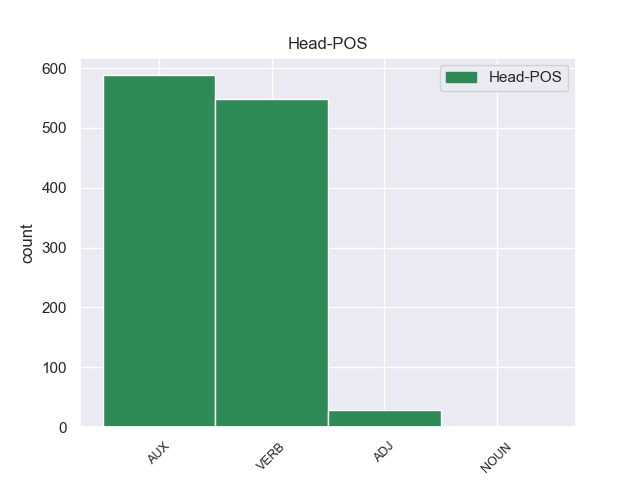 Head-POS
Head-POS
600
500
400
300
200
100
0
count
AUX
VERB
ADJ
NOUN